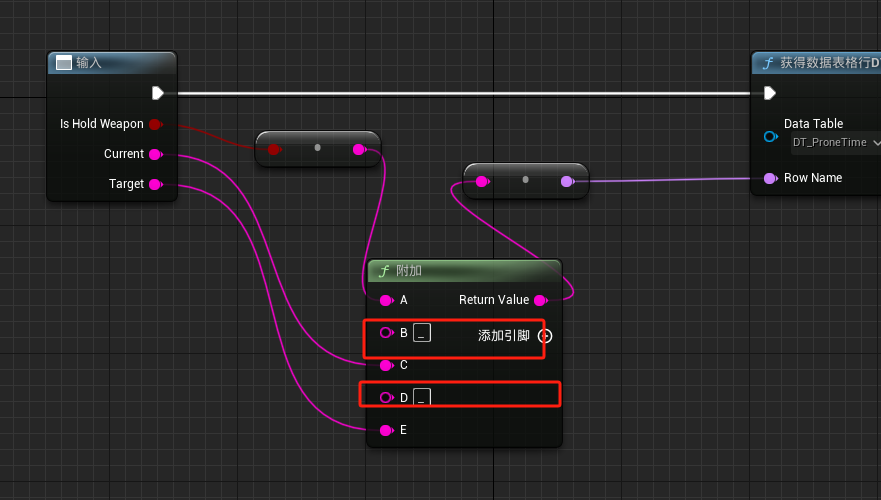 输入
获得数据表格行D
Is Hold Weapon
Data Table
DT_ProneTime
Current
Target
Row Name
附加
A
Return Value
B _
添加引脚
C
D _
E